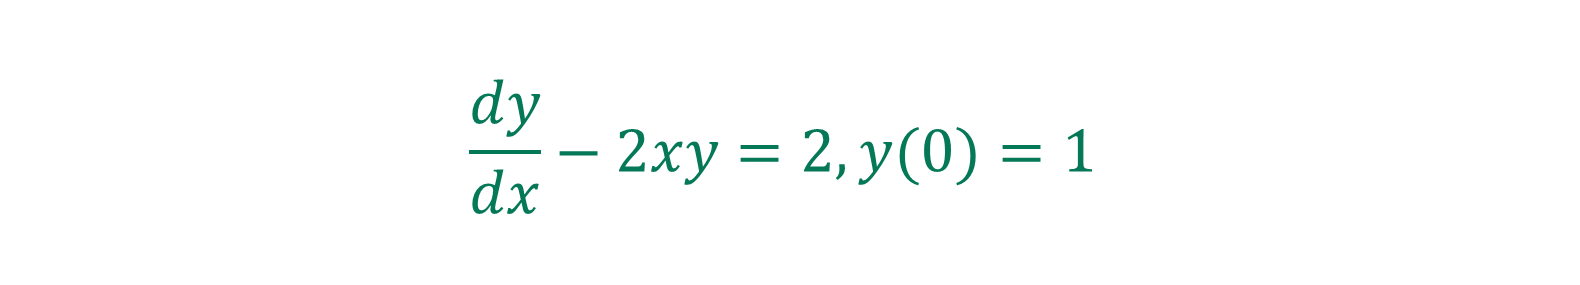 dy/dx − 2xy = 2, y(0) = 1